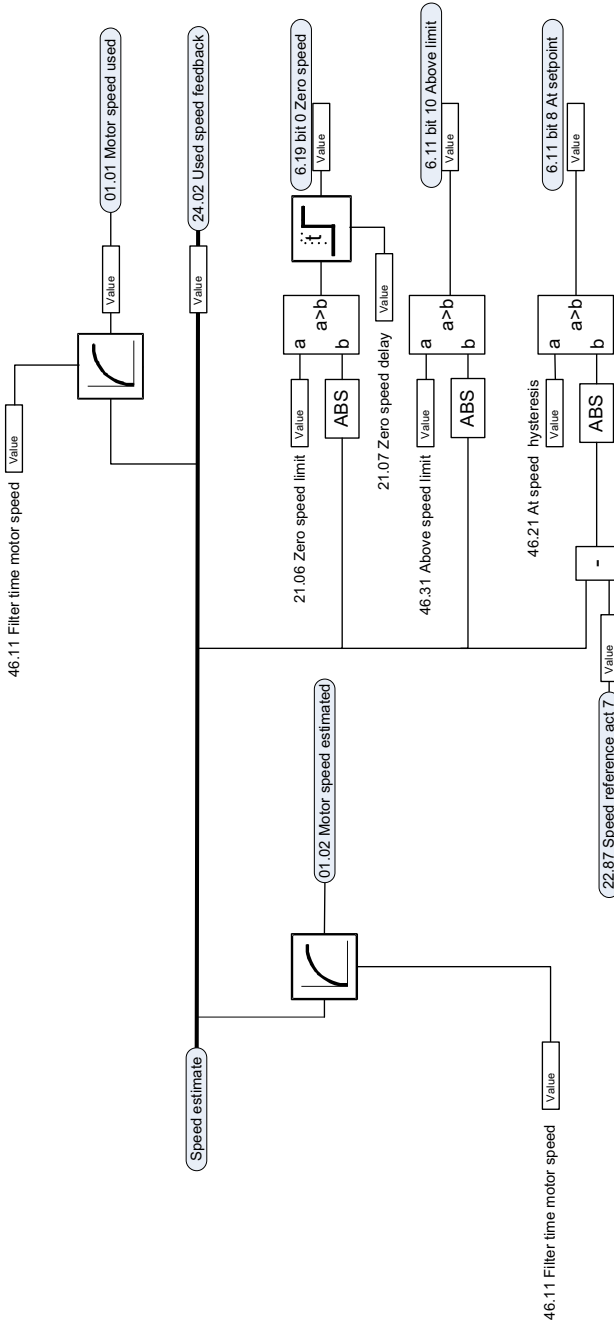 46.11 Filter time motor speed
Value
Value
01.01 Motor speed used
Speed estimate
Value
24.02 Used speed feedback
01.02 Motor speed estimated
46.11 Filter time motor speed
Value
21.06 Zero speed limit
Value
a
a>b
b
ABS
t
21.07 Zero speed delay
Value
Value
6.19 bit 0 Zero speed
46.31 Above speed limit
Value
a
a>b
b
ABS
Value
6.11 bit 10 Above limit
46.21 At speed hysteresis
Value
a
a>b
b
ABS
-
22.87 Speed reference act 7
Value
Value
6.11 bit 8 At setpoint